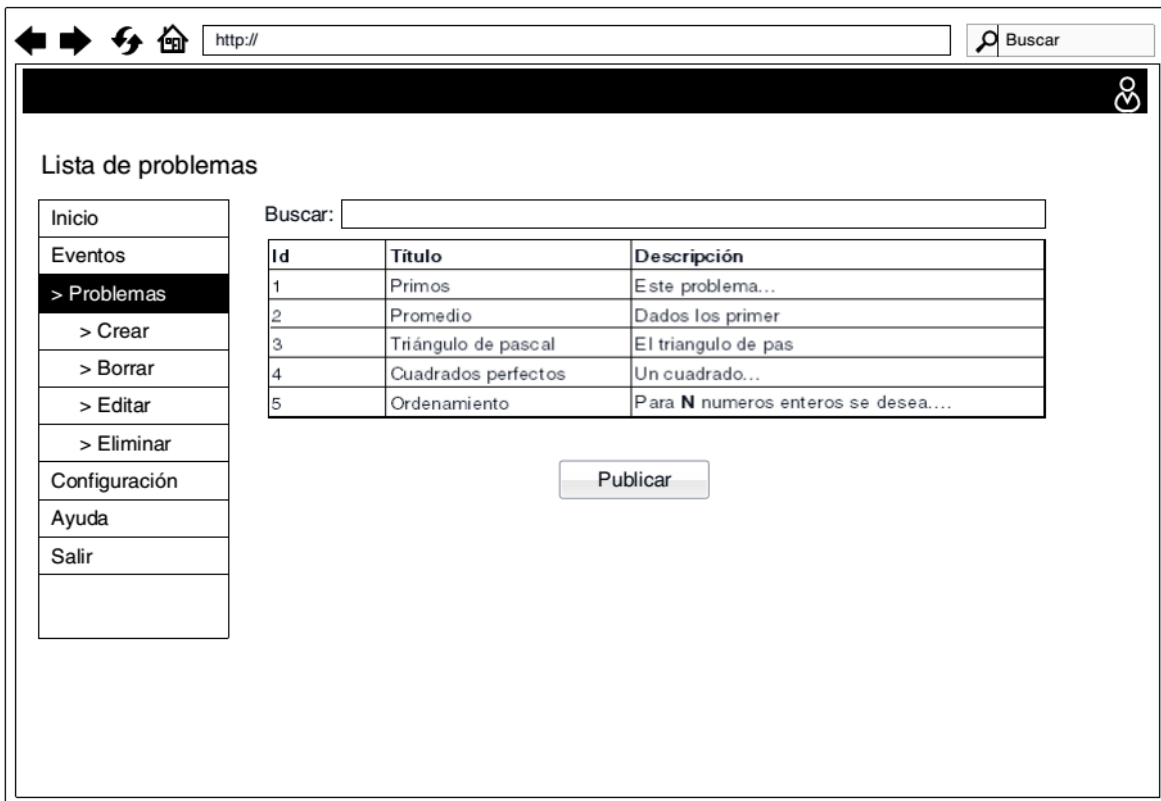 http://
Buscar
Lista de problemas
Inicio
Eventos
> Problemas
> Crear
> Borrar
> Editar
> Eliminar
Configuración
Ayuda
Salir
Buscar:
Id Título Descripción
1 Primos Este problema...
2 Promedio Dados los primer
3 Triángulo de pascal El triangulo de pas
4 Cuadrados perfectos Un cuadrado...
5 Ordenamiento Para N numeros enteros se desea....
Publicar